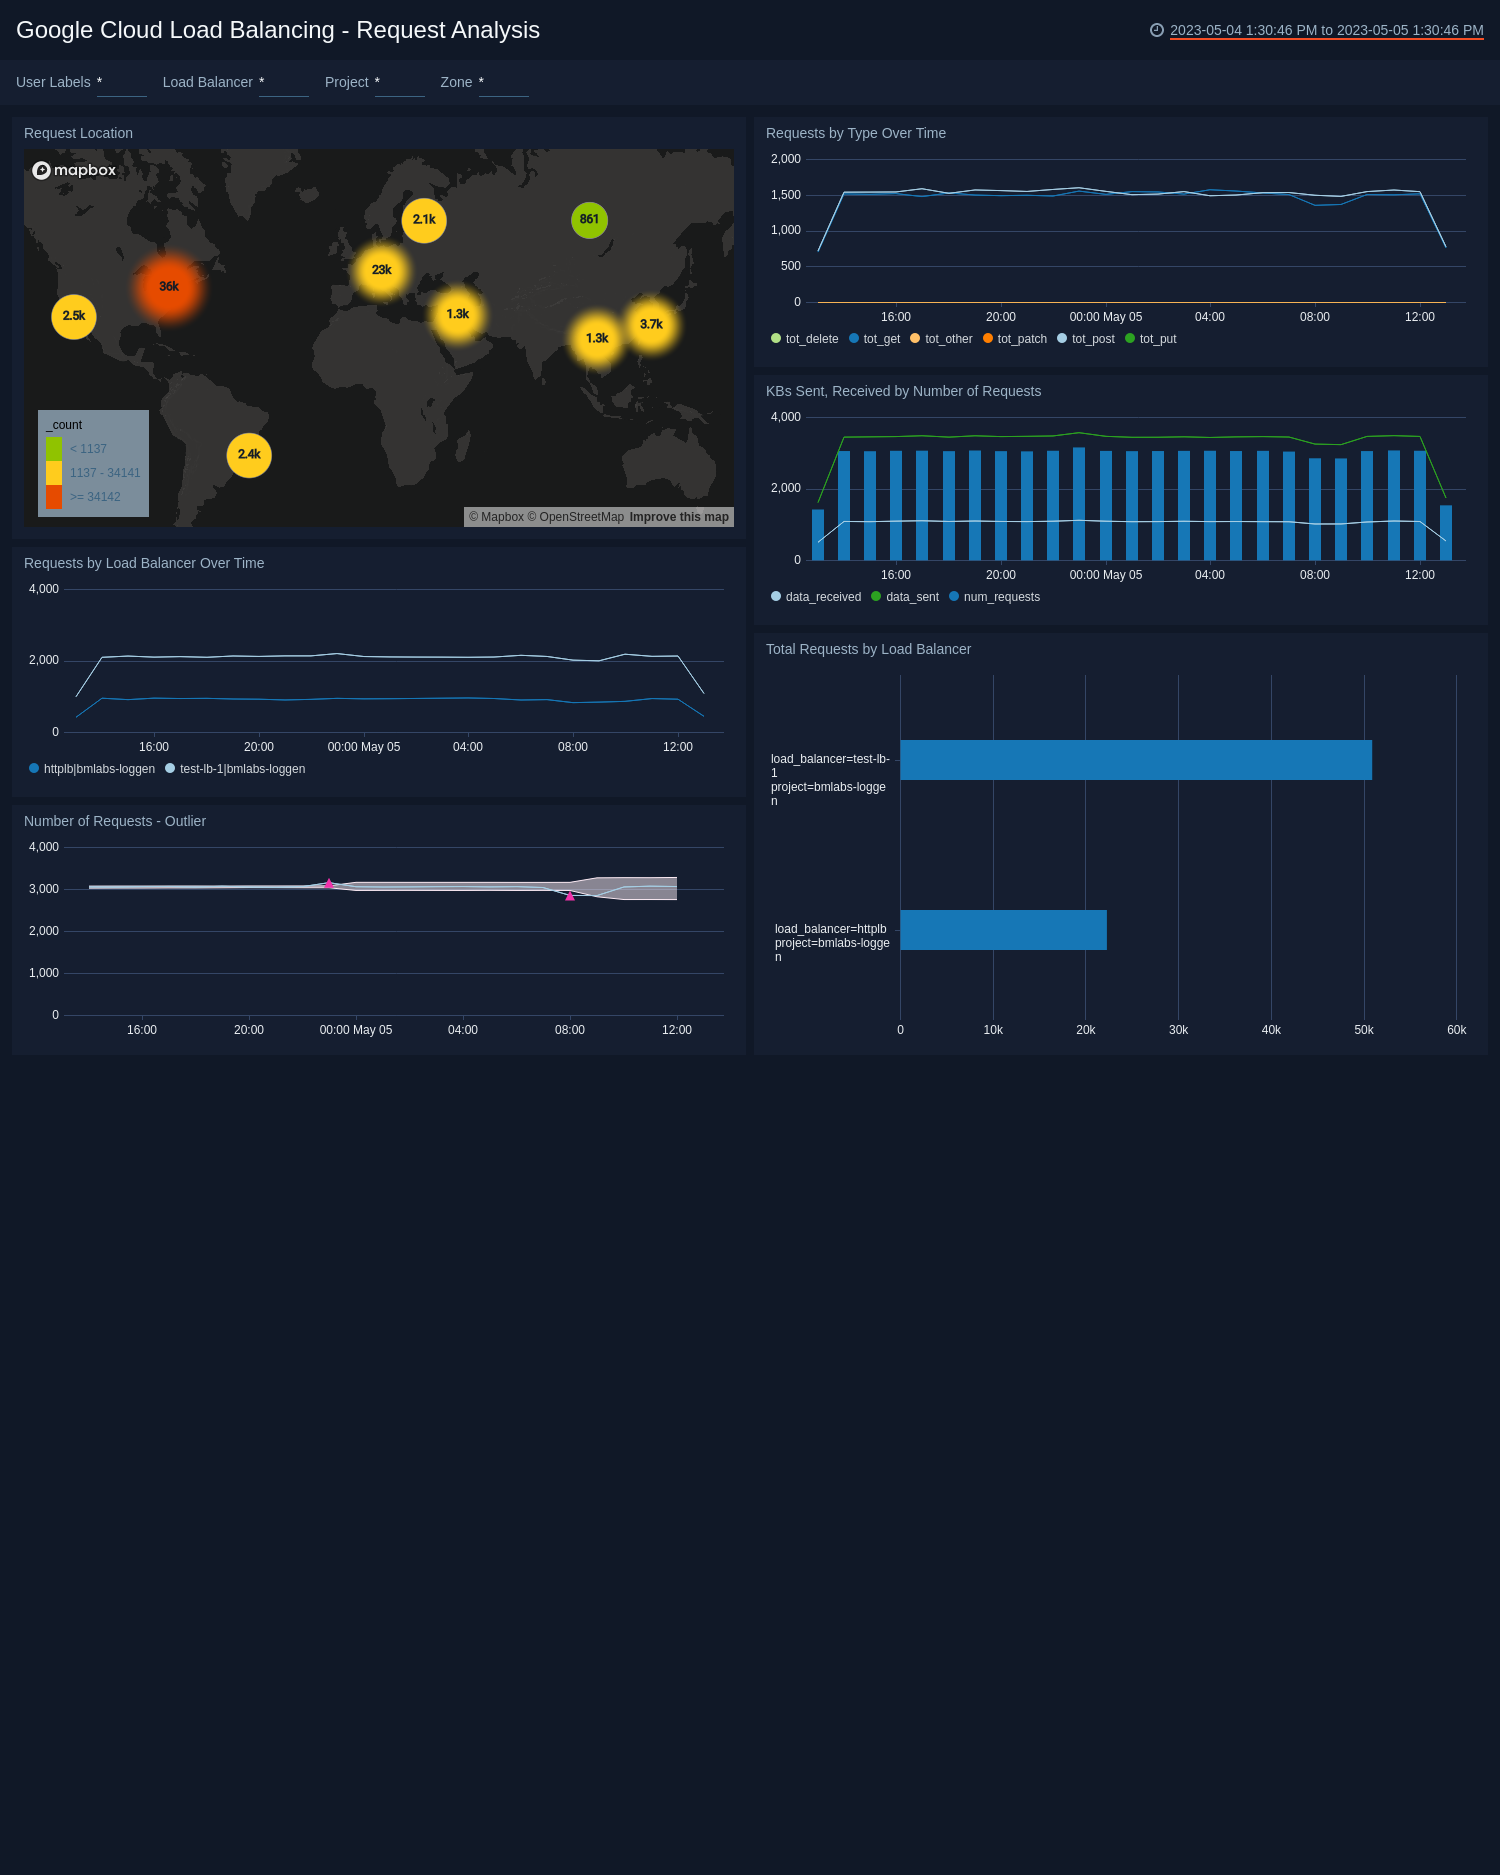 Google Cloud Load Balancing - Request Analysis
2023-05-04 1:30:46 PM to 2023-05-05 1:30:46 PM
User Labels *
Load Balancer *
Project *
Zone *
Request Location
mapbox
2.1k
861
23k
36k
2.5k
1.3k
1.3k
3.7k
2.4k
_count
< 1137
1137 - 34141
>= 34142
© Mapbox © OpenStreetMap Improve this map
Requests by Load Balancer Over Time
4,000
2,000
0
16:00 20:00 00:00 May 05 04:00 08:00 12:00
httplb|bmlabs-loggen test-lb-1|bmlabs-loggen
Number of Requests - Outlier
4,000
3,000
2,000
1,000
0
16:00 20:00 00:00 May 05 04:00 08:00 12:00
Requests by Type Over Time
2,000
1,500
1,000
500
0
16:00 20:00 00:00 May 05 04:00 08:00 12:00
tot_delete tot_get tot_other tot_patch tot_post tot_put
KBs Sent, Received by Number of Requests
4,000
2,000
0
16:00 20:00 00:00 May 05 04:00 08:00 12:00
data_received data_sent num_requests
Total Requests by Load Balancer
load_balancer=test-lb-
1
project=bmlabs-logge
n
load_balancer=httplb
project=bmlabs-logge
n
0 10k 20k 30k 40k 50k 60k